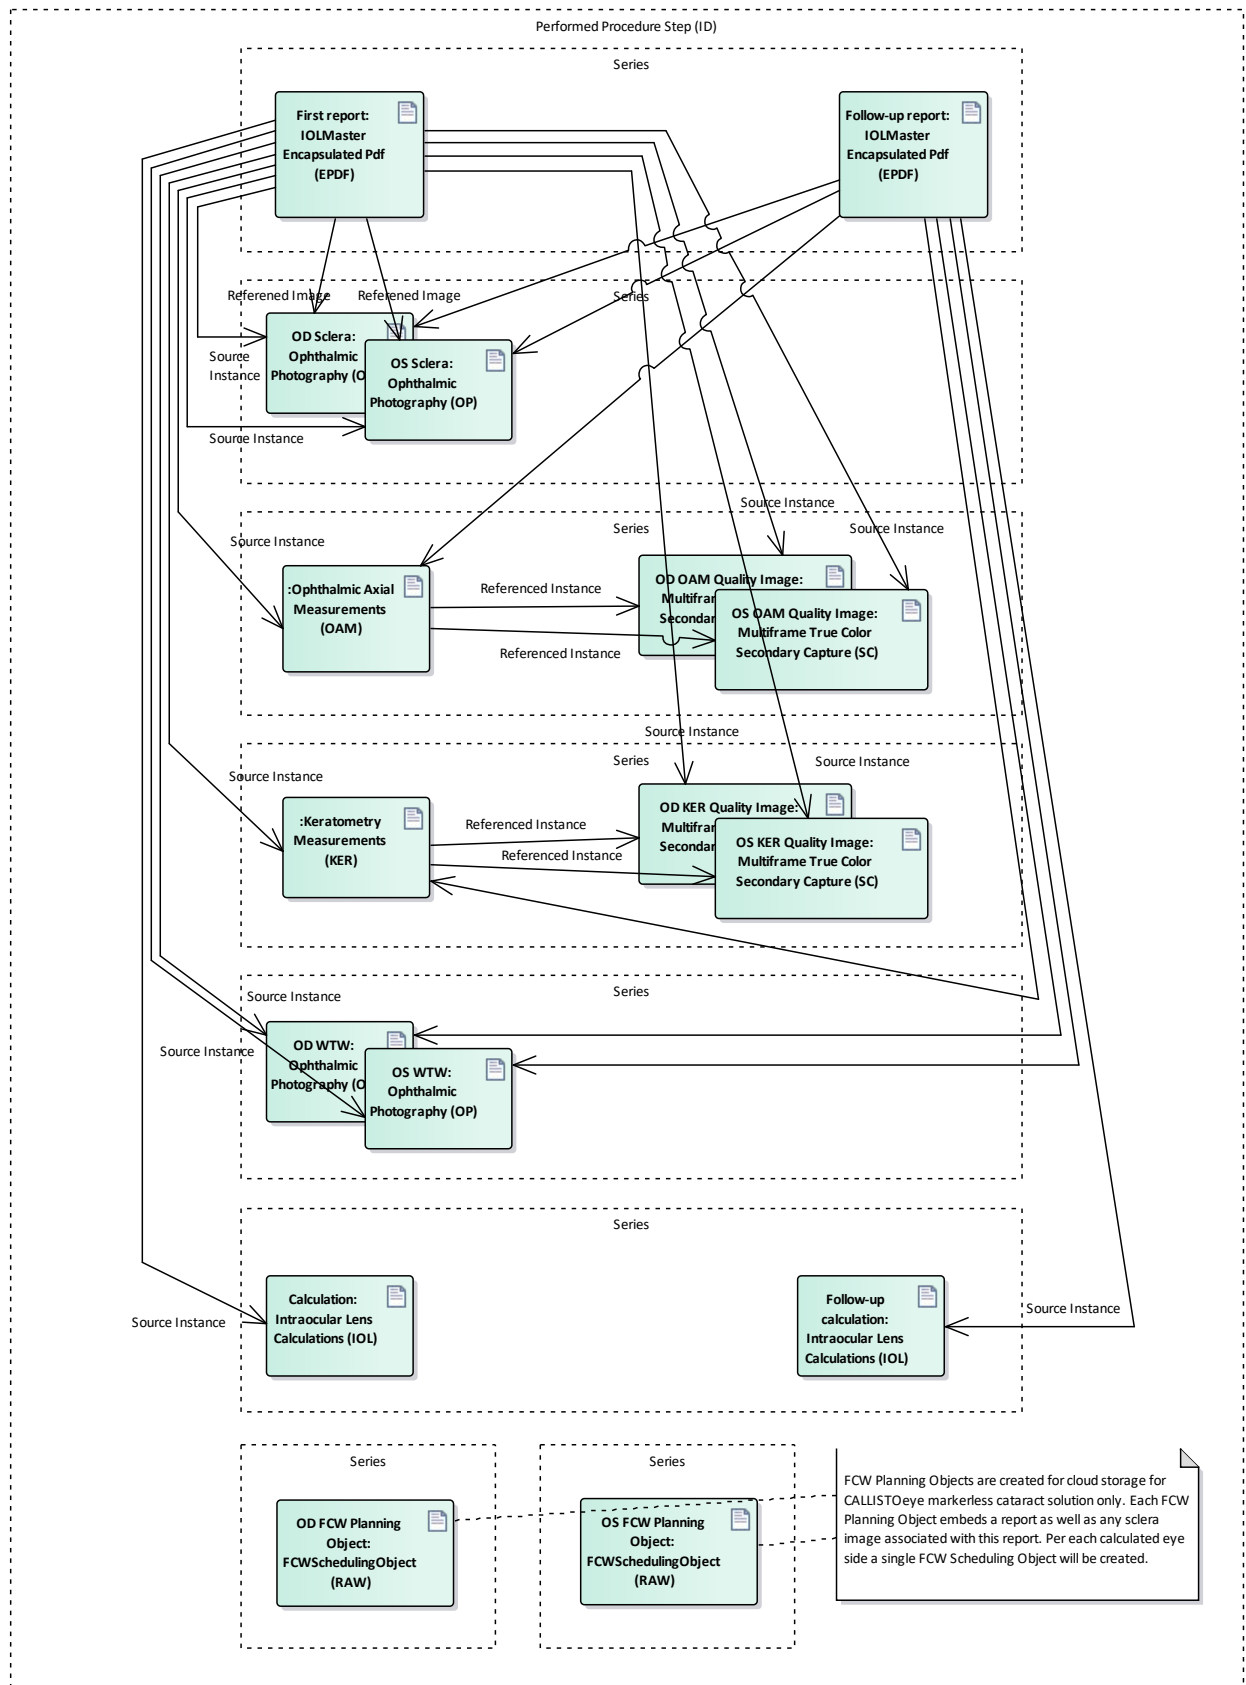 Performed Procedure Step (ID)
Series
First report:
IOLMaster
Encapsulated Pdf
(EPDF)
Follow-up report:
IOLMaster
Encapsulated Pdf
(EPDF)
Referened Image
Referened Image
Series
OD Sclera:
Ophthalmic
Photography (O
OS Sclera:
Ophthalmic
Photography (OP)
Source
Instance
Source Instance
Source Instance
Source Instance
Series
Source Instance
:Ophthalmic Axial
Measurements
(OAM)
Referenced Instance
Referenced Instance
OD OAM Quality Image:
Multifram
Secondar
OS OAM Quality Image:
Multiframe True Color
Secondary Capture (SC)
Source Instance
Series
Source Instance
Source Instance
:Keratometry
Measurements
(KER)
Referenced Instance
Referenced Instance
OD KER Quality Image:
Multifram
Secondar
OS KER Quality Image:
Multiframe True Color
Secondary Capture (SC)
Series
Source Instance
Source Instance
OD WTW:
Ophthalmic
Photography (O
OS WTW:
Ophthalmic
Photography (OP)
Series
Calculation:
Intraocular Lens
Calculations (IOL)
Source Instance
Follow-up
calculation:
Intraocular Lens
Calculations (IOL)
Source Instance
Series
OD FCW Planning
Object:
FCWSchedulingObject
(RAW)
Series
OS FCW Planning
Object:
FCWSchedulingObject
(RAW)
FCW Planning Objects are created for cloud storage for
CALLISTOeye markerless cataract solution only. Each FCW
Planning Object embeds a report as well as any sclera
image associated with this report. Per each calculated eye
side a single FCW Scheduling Object will be created.